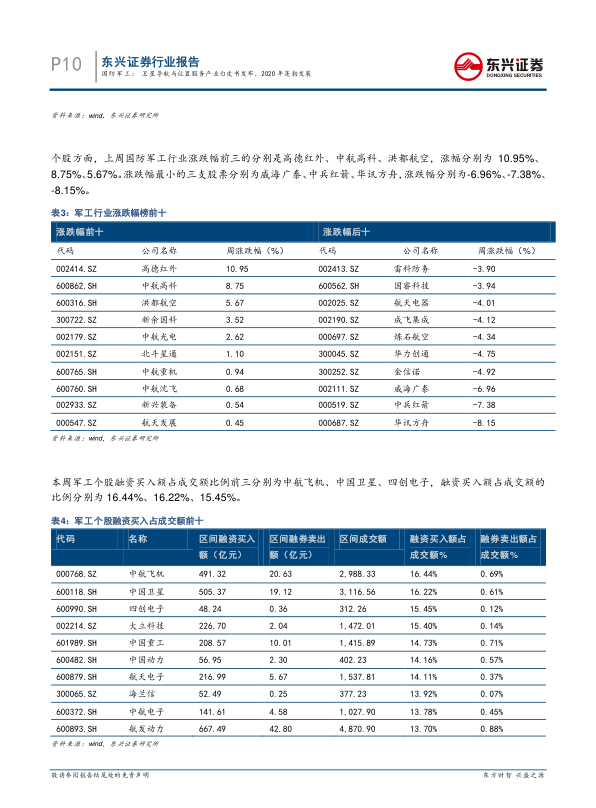 P10
东兴证券行业报告
国防军工： 卫星导航与位置服务产业白皮书发布，2020年蓬勃发展
东兴证券
DONGXING SECURITIES
资料来源：wind，东兴证券研究所
个股方面，上周国防军工行业涨跌幅前三的分别是高德红外、中航高科、洪都航空，涨幅分别为 10.95%、
8.75%、5.67%。涨跌幅最小的三支股票分别为威海广泰、中兵红箭、华讯方舟，涨跌幅分别为-6.96%、-7.38%、
-8.15%。
表3：军工行业涨跌幅榜前十
涨跌幅前十 涨跌幅后十
代码 公司名称 周涨跌幅（%） 代码 公司名称 周涨跌幅（%）
002414.SZ 高德红外 10.95 002413.SZ 雷科防务 -3.90
600862.SH 中航高科 8.75 600562.SH 国睿科技 -3.94
600316.SH 洪都航空 5.67 002025.SZ 航天电器 -4.01
300722.SZ 新余国科 3.52 002190.SZ 成飞集成 -4.12
002179.SZ 中航光电 2.62 000697.SZ 炼石航空 -4.34
002151.SZ 北斗星通 1.10 300045.SZ 华力创通 -4.75
600765.SH 中航重机 0.94 300252.SZ 金信诺 -4.92
600760.SH 中航沈飞 0.68 002111.SZ 威海广泰 -6.96
002933.SZ 新兴装备 0.54 000519.SZ 中兵红箭 -7.38
000547.SZ 航天发展 0.45 000687.SZ 华讯方舟 -8.15
资料来源：wind，东兴证券研究所
本周军工个股融资买入额占成交额比例前三分别为中航飞机、中国卫星、四创电子，融资买入额占成交额的
比例分别为 16.44%、16.22%、15.45%。
表4：军工个股融资买入占成交额前十
代码 名称 区间融资买入 区间融券卖出 区间成交额 融资买入额占 融券卖出额占
额（亿元） 额（亿元） 成交额% 成交额%
000768.SZ 中航飞机 491.32 20.63 2,988.33 16.44% 0.69%
600118.SH 中国卫星 505.37 19.12 3,116.56 16.22% 0.61%
600990.SH 四创电子 48.24 0.36 312.26 15.45% 0.12%
002214.SZ 大立科技 226.70 2.04 1,472.01 15.40% 0.14%
601989.SH 中国重工 208.57 10.01 1,415.89 14.73% 0.71%
600482.SH 中国动力 56.95 2.30 402.23 14.16% 0.57%
600879.SH 航天电子 216.99 5.67 1,537.81 14.11% 0.37%
300065.SZ 海兰信 52.49 0.25 377.23 13.92% 0.07%
600372.SH 中航电子 141.61 4.58 1,027.90 13.78% 0.45%
600893.SH 航发动力 667.49 42.80 4,870.90 13.70% 0.88%
资料来源：wind，东兴证券研究所
敬请参阅报告结尾处的免责声明 东方财智 兴盛之源